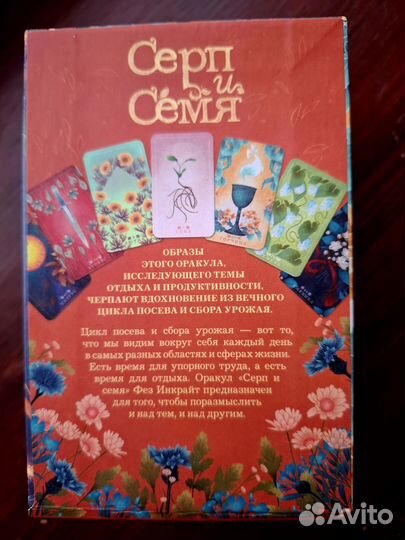 Серп
и
Семя
ОБРАЗЫ
ЭТОГО ОРАКУЛА,
ИССЛЕДУЮЩЕГО ТЕМЫ
ОТДЫХА И ПРОДУКТИВНОСТИ,
ЧЕРПАЮТ ВДОХНОВЕНИЕ ИЗ ВЕЧНОГО
ЦИКЛА ПОСЕВА И СБОРА УРОЖАЯ.
Цикл посева и сбора урожая — вот то,
что мы видим вокруг себя каждый день
в самых разных областях и сферах жизни.
Есть время для упорного труда, а есть
время для отдыха. Оракул «Серп и
семя» Фез Инкрайт предназначен
для того, чтобы поразмыслить
и над тем, и над другим.
Avito